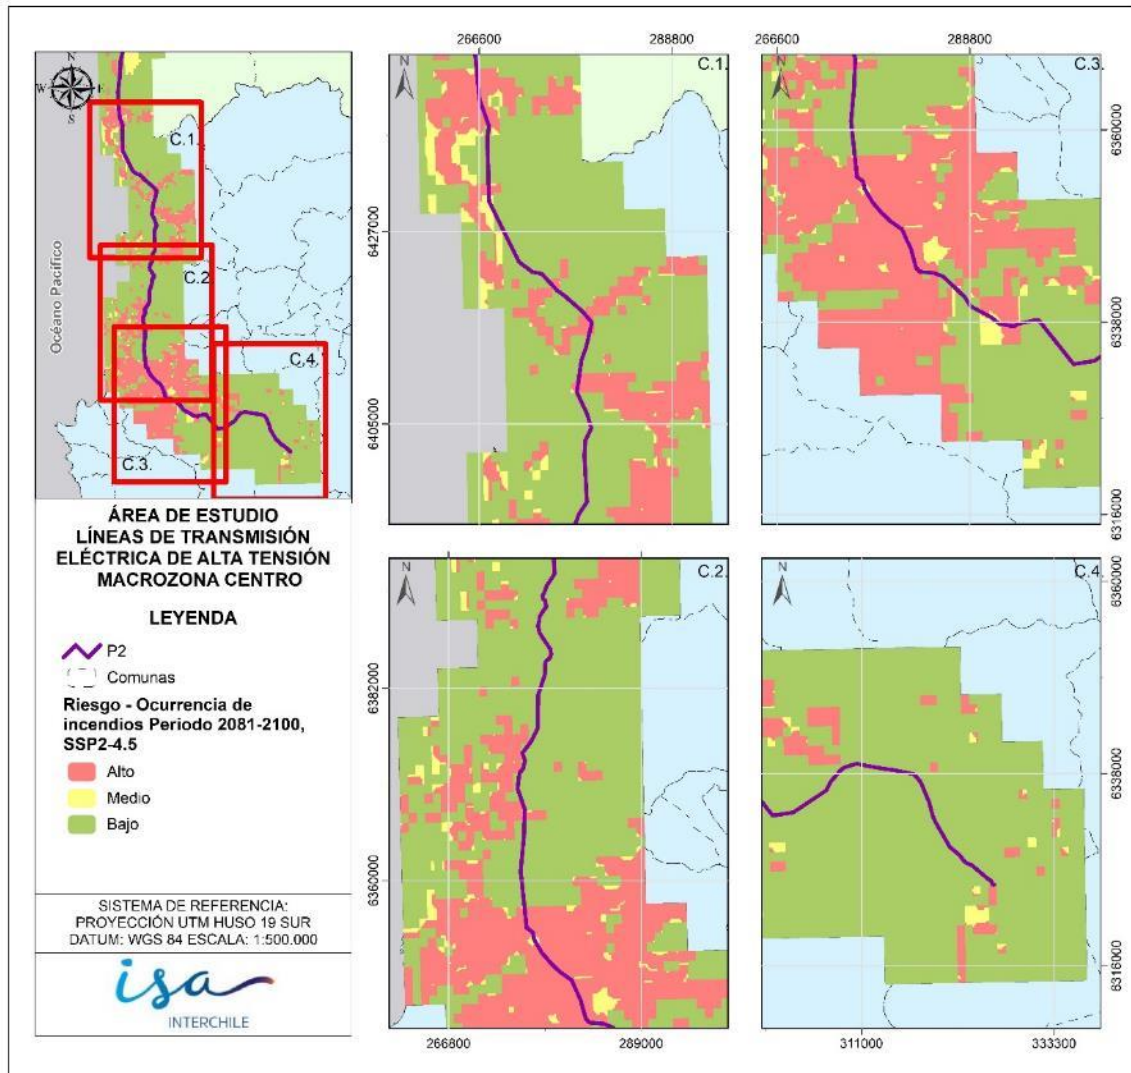 N
W
E
S
C.1.
C.2.
C.3.
C.4.
Océano Pacífico
ÁREA DE ESTUDIO
LÍNEAS DE TRANSMISIÓN
ELÉCTRICA DE ALTA TENSIÓN
MACROZONA CENTRO
LEYENDA
P2
Comunas
Riesgo - Ocurrencia de
incendios Periodo 2081-2100,
SSP2-4.5
Alto
Medio
Bajo
SISTEMA DE REFERENCIA:
PROYECCIÓN UTM HUSO 19 SUR
DATUM: WGS 84 ESCALA: 1:500.000
isa
INTERCHILE
266600 288800
N
C.1.
6427000
6405000
266600 288800
N
C.3.
6360000
6338000
6316000
N
C.2.
6382000
6360000
266800 289000
N
C.4.
6360000
6338000
6316000
311000 333300